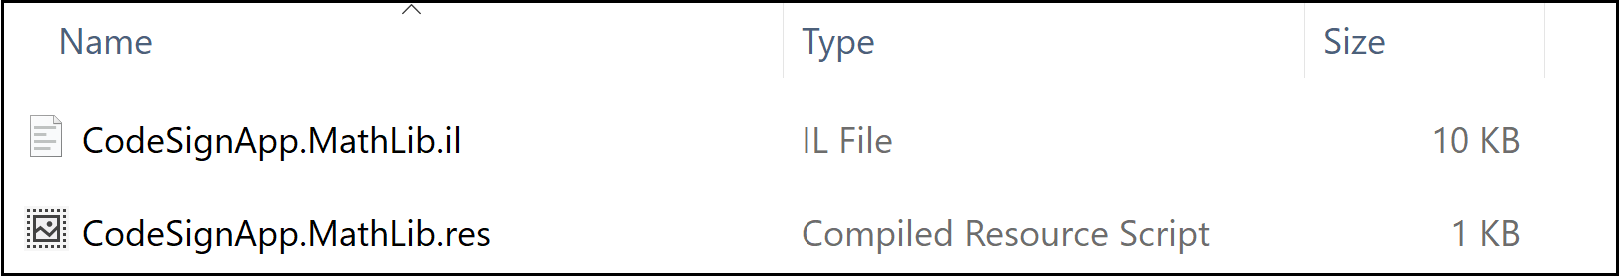 Name Type Size
CodeSignApp.MathLib.il IL File 10 KB
CodeSignApp.MathLib.res Compiled Resource Script 1 KB